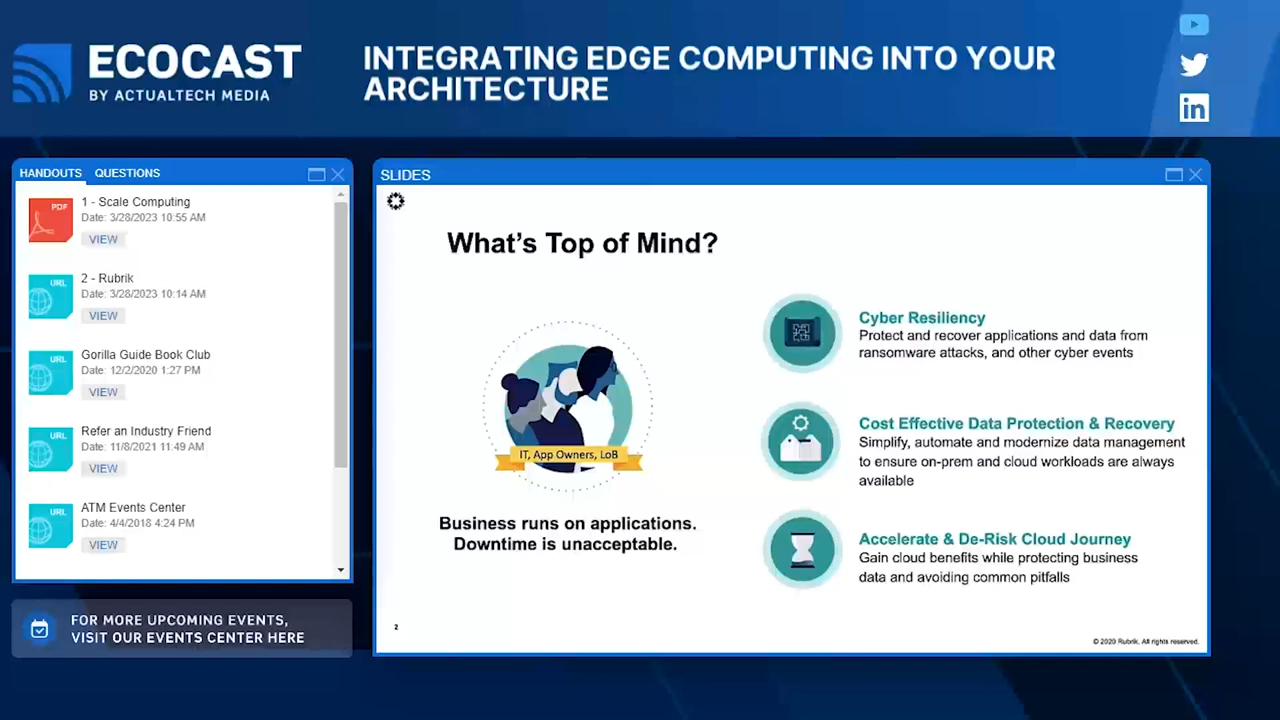 ECOCAST
BY ACTUALTECH MEDIA
INTEGRATING EDGE COMPUTING INTO YOUR
ARCHITECTURE
in
HANDOUTS QUESTIONS
PDF
1 - Scale Computing
Date: 3/28/2023 10:55 AM
VIEW
URL
2 - Rubrik
Date: 3/28/2023 10:14 AM
VIEW
URL
Gorilla Guide Book Club
Date: 12/2/2020 1:27 PM
VIEW
URL
Refer an Industry Friend
Date: 11/8/2021 11:49 AM
VIEW
URL
ATM Events Center
Date: 4/4/2018 4:24 PM
VIEW
FOR MORE UPCOMING EVENTS,
VISIT OUR EVENTS CENTER HERE
SLIDES
What's Top of Mind?
IT, App Owners, LoB
Business runs on applications.
Downtime is unacceptable.
Cyber Resiliency
Protect and recover applications and data from
ransomware attacks, and other cyber events
Cost Effective Data Protection & Recovery
Simplify, automate and modernize data management
to ensure on-prem and cloud workloads are always
available
Accelerate & De-Risk Cloud Journey
Gain cloud benefits while protecting business
data and avoiding common pitfalls
2
© 2020 Rubrik. All rights reserved.